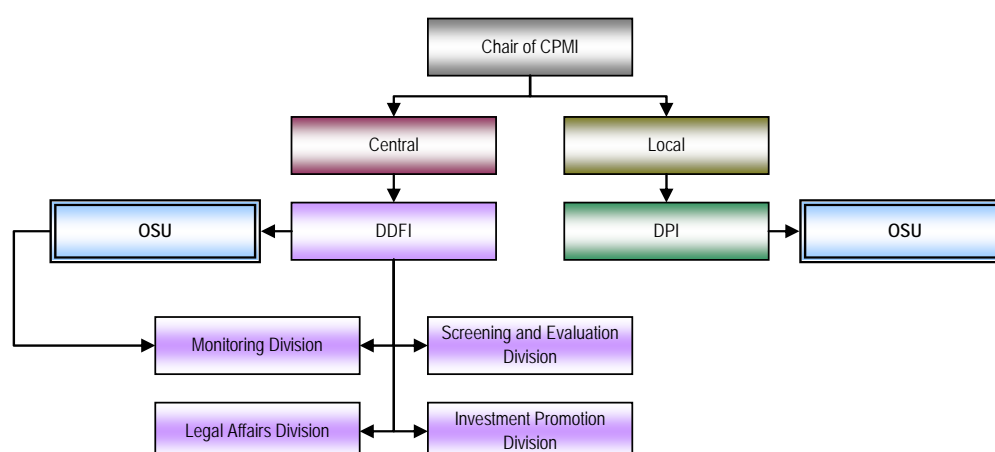 Chair of CPMI
Central
Local
OSU
DDFI
DPI
OSU
Monitoring Division
Screening and Evaluation
Division
Legal Affairs Division
Investment Promotion
Division